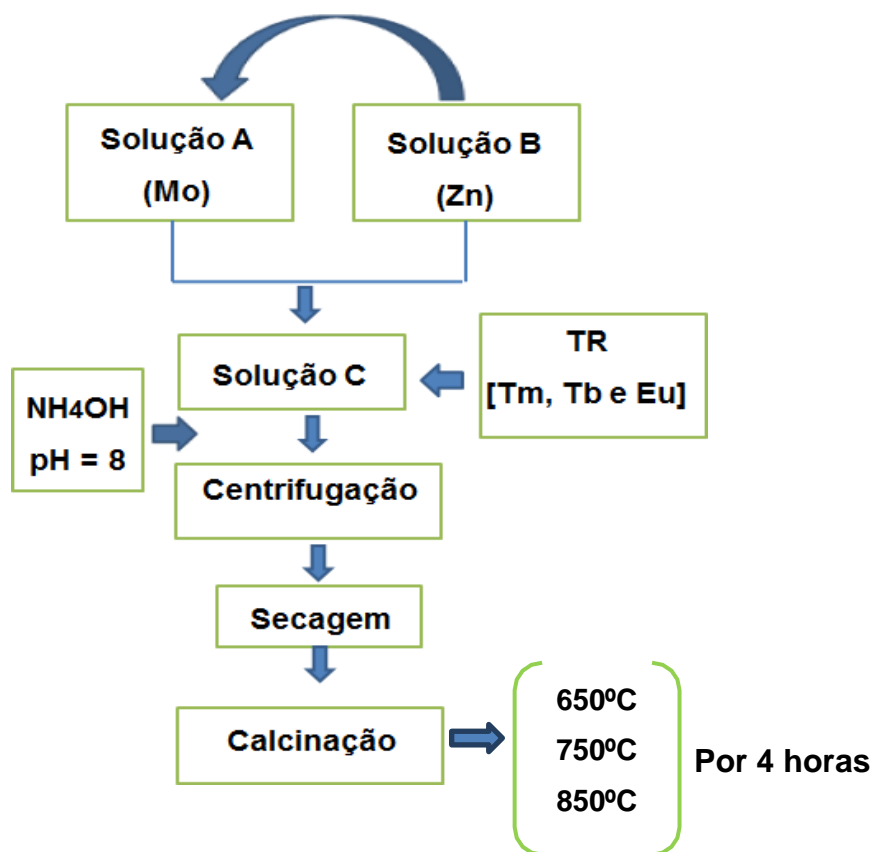 Solução A
(Mo)
Solução B
(Zn)
Solução C
TR
[Tm, Tb e Eu]
NH4OH
pH = 8
Centrifugação
Secagem
Calcinação
650ºC
750ºC
850ºC
Por 4 horas